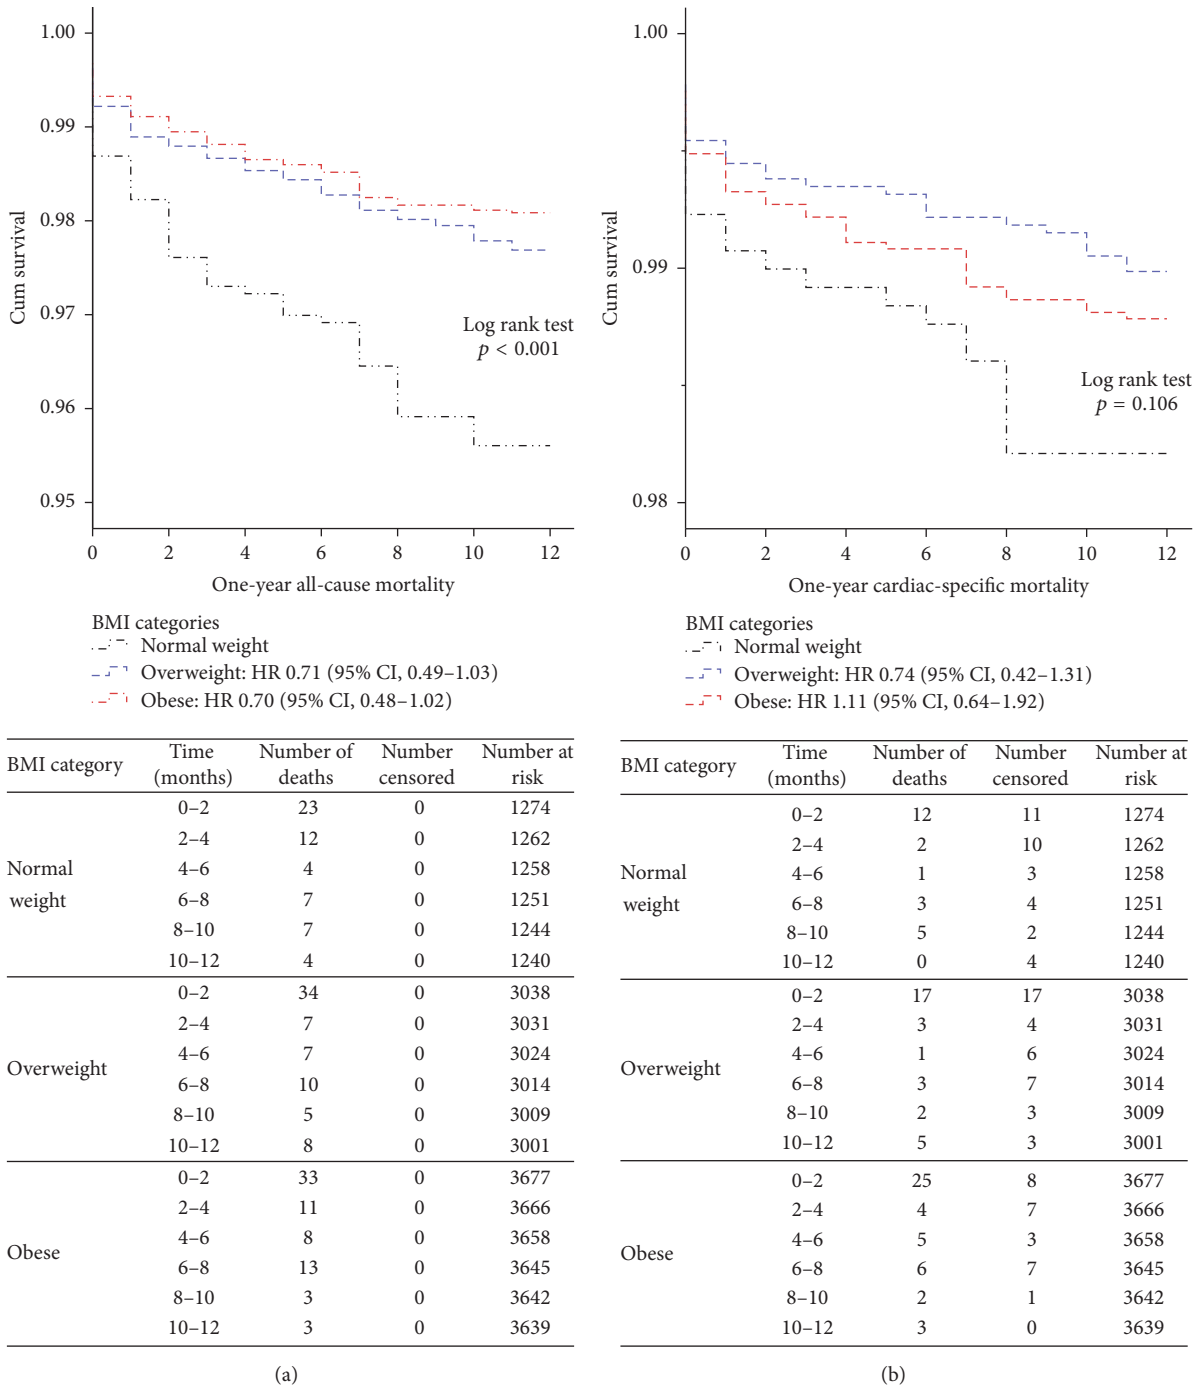 1.00
0.99
0.98
0.97
0.96
0.95
Cum survival
Log rank test
p < 0.001
0 2 4 6 8 10 12
One-year all-cause mortality
BMI categories
Normal weight
Overweight: HR 0.71 (95% CI, 0.49–1.03)
Obese: HR 0.70 (95% CI, 0.48–1.02)
BMI category Time (months) Number of deaths Number censored Number at risk
Normal weight
0–2 23 0 1274
2–4 12 0 1262
4–6 4 0 1258
6–8 7 0 1251
8–10 7 0 1244
10–12 4 0 1240
Overweight
0–2 34 0 3038
2–4 7 0 3031
4–6 7 0 3024
6–8 10 0 3014
8–10 5 0 3009
10–12 8 0 3001
Obese
0–2 33 0 3677
2–4 11 0 3666
4–6 8 0 3658
6–8 13 0 3645
8–10 3 0 3642
10–12 3 0 3639
(a)
1.00
0.99
0.98
Cum survival
Log rank test
p = 0.106
0 2 4 6 8 10 12
One-year cardiac-specific mortality
BMI categories
Normal weight
Overweight: HR 0.74 (95% CI, 0.42–1.31)
Obese: HR 1.11 (95% CI, 0.64–1.92)
BMI category Time (months) Number of deaths Number censored Number at risk
Normal weight
0–2 12 11 1274
2–4 2 10 1262
4–6 1 3 1258
6–8 3 4 1251
8–10 5 2 1244
10–12 0 4 1240
Overweight
0–2 17 17 3038
2–4 3 4 3031
4–6 1 6 3024
6–8 3 7 3014
8–10 2 3 3009
10–12 5 3 3001
Obese
0–2 25 8 3677
2–4 4 7 3666
4–6 5 3 3658
6–8 6 7 3645
8–10 2 1 3642
10–12 3 0 3639
(b)